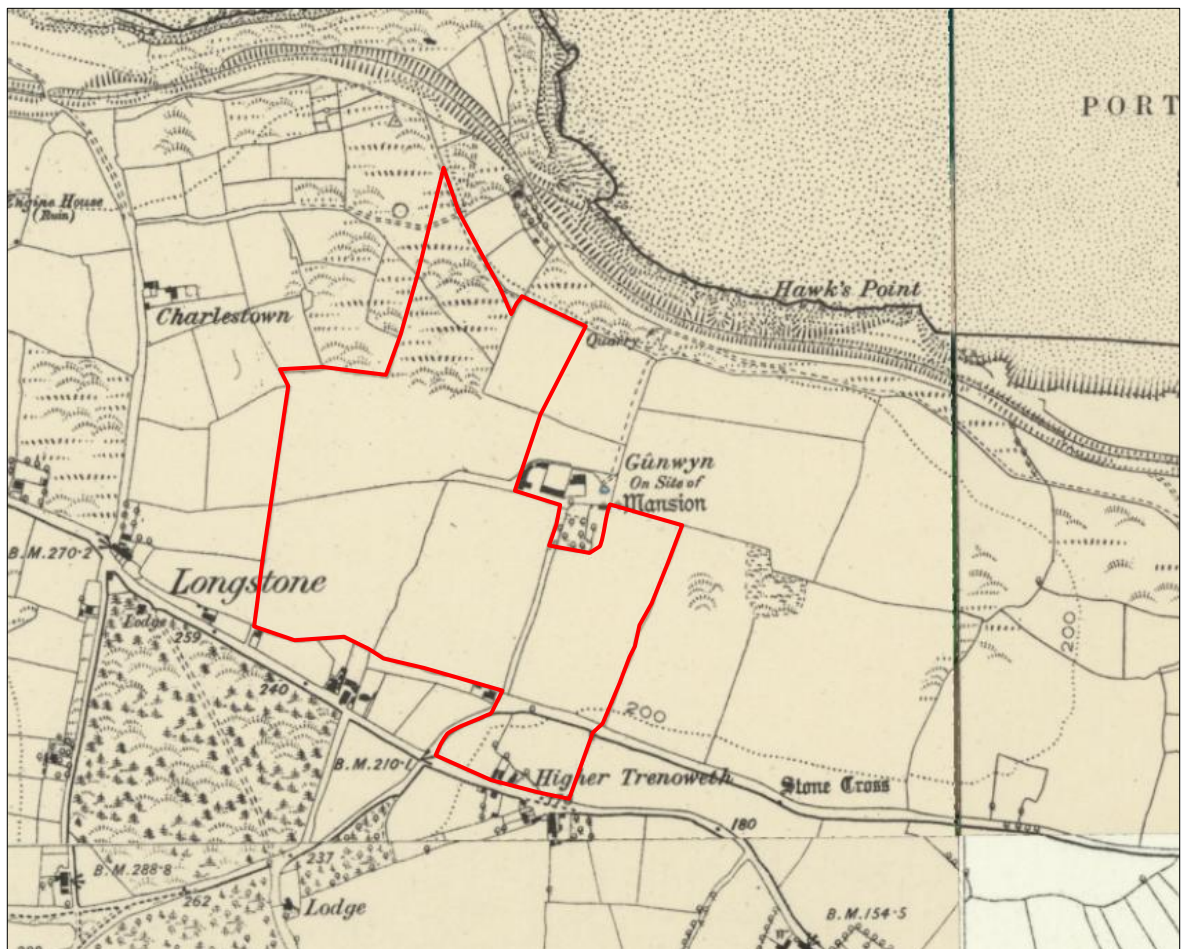 PORT
Engine House
(Ruin)
Hawk's Point
Charlestown
Quarry
Gûnwyn
On Site of
Mansion
B.M.270·2
Longstone
Lodge
259
240
200
200
B.M.210·1
Higher Trenoweth
Stone Cross
180
B.M.288·8
237
262
Lodge
B.M.154·5